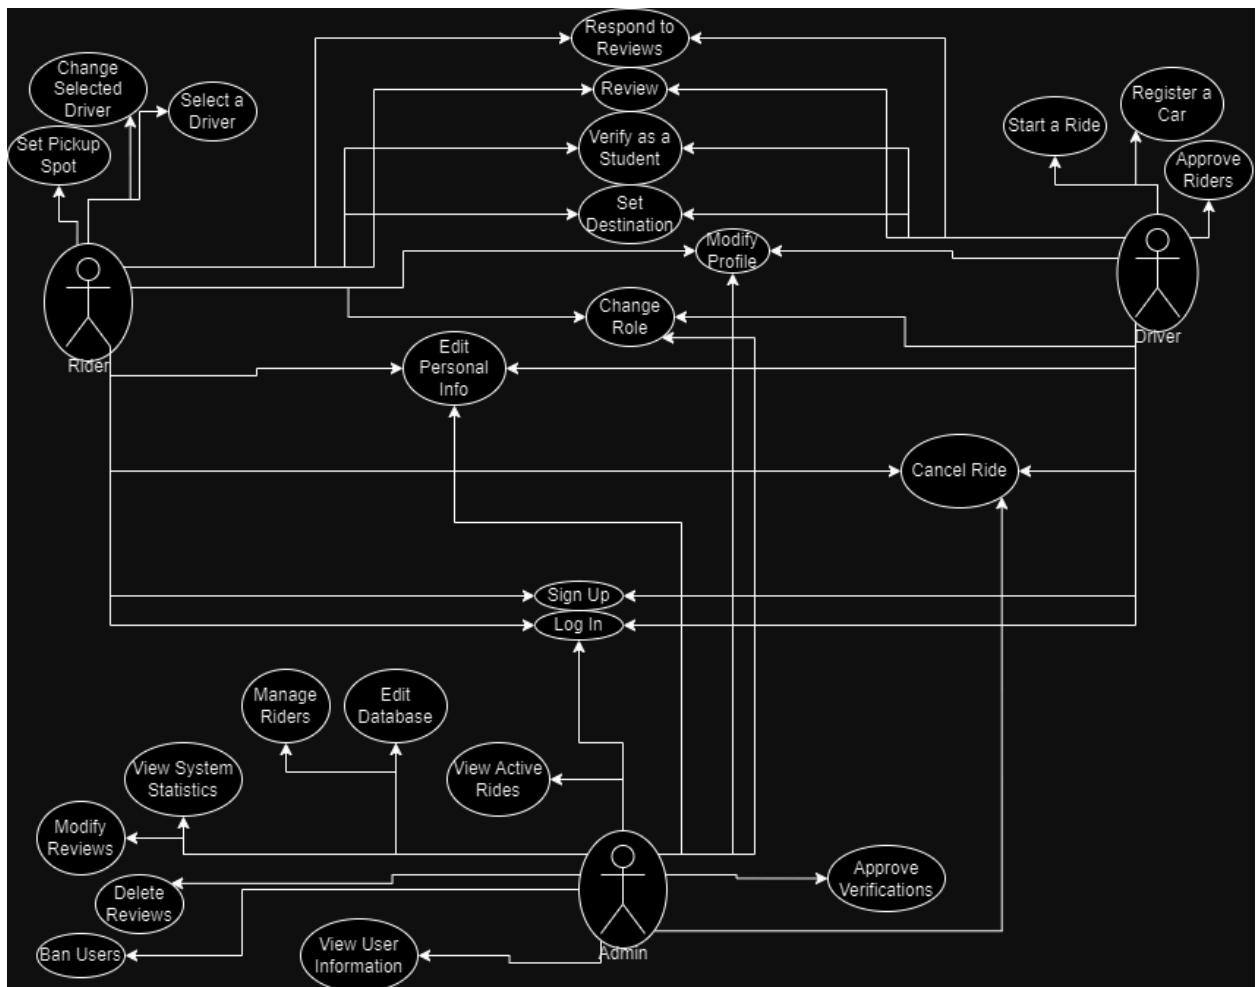 Respond to
Reviews
Change
Selected
Driver
Select a
Driver
Review
Register a
Car
Start a Ride
Set Pickup
Spot
Verify as a
Student
Approve
Riders
Set
Destination
Modify
Profile
Change
Role
Rider
Driver
Edit
Personal
Info
Cancel Ride
Sign Up
Log In
Manage
Riders
Edit
Database
View System
Statistics
View Active
Rides
Modify
Reviews
Delete
Reviews
Approve
Verifications
Ban Users
View User
Information
Admin